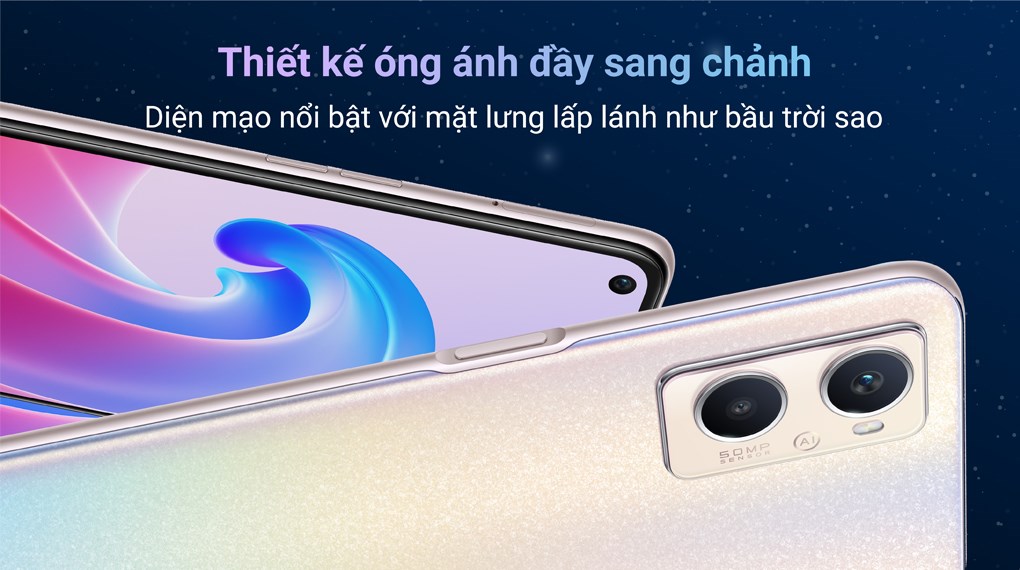 Thiết kế óng ánh đầy sang chảnh
Diện mạo nổi bật với mặt lưng lấp lánh như bầu trời sao
50MP AI
SENSOR